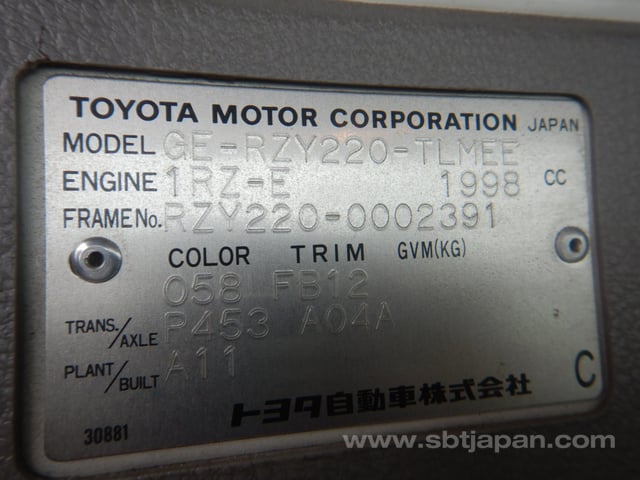 TOYOTA MOTOR CORPORATION JAPAN
MODEL GE-RZY220-TLMEE
ENGINE 1RZ-E 1998 CC
FRAME No. RZY220-0002391
COLOR TRIM GVM(KG)
058 FB12
TRANS./AXLE P453 A04A
PLANT/BUILT A11
C
トヨタ自動車株式会社
30881
www.sbtjapan.com